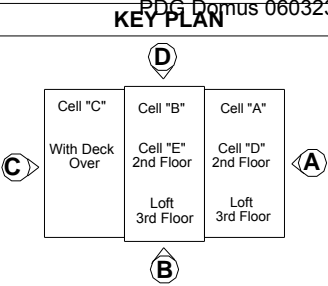 PDG Domus 060323
KEY PLAN
D
Cell "C"
With Deck
Over
Cell "B"
Cell "E"
2nd Floor
Loft
3rd Floor
Cell "A"
Cell "D"
2nd Floor
Loft
3rd Floor
C
A
B